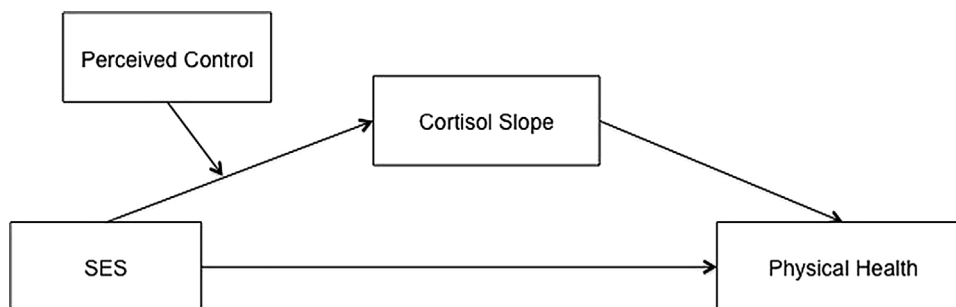 Perceived Control
Cortisol Slope
SES
Physical Health